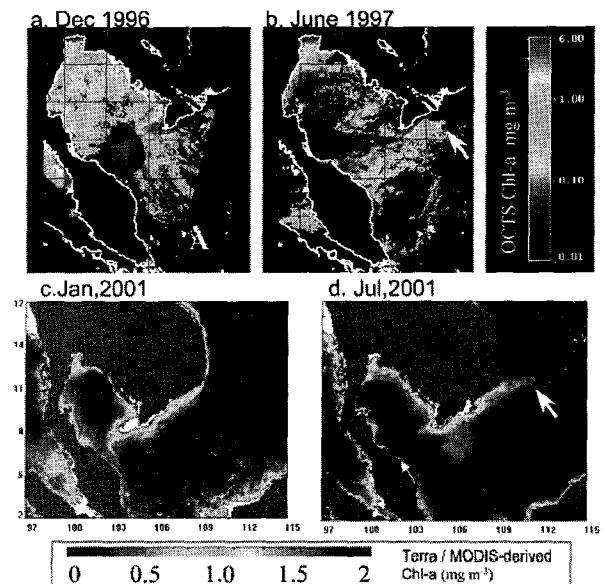 a. Dec 1996
b. June 1997
6.00
1.00
0.10
0.01
OCTS Chl-a mg m-3
A
c.Jan,2001
d. Jul,2001
17
14
11
8
5
2
97 100 103 106 109 112 115
97 100 103 106 109 112 115
0 0.5 1.0 1.5 2
Terra / MODIS-derived
Chl-a (mg m-3)